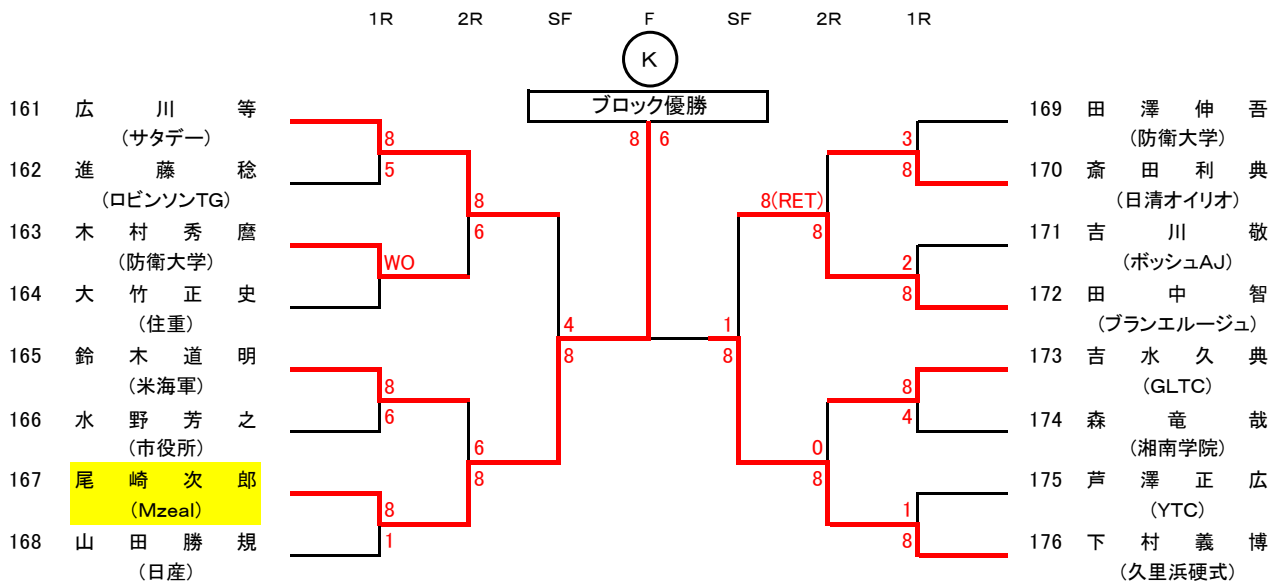 1R 2R SF F SF 2R 1R
K
ブロック優勝
8 6
161 広川等
(サタデー)
8
162 進藤稔
5
(ロビンソンTG)
8
163 木村秀麿
6
(防衛大学)
WO
164 大竹正史
(住重)
4
165 鈴木道明
8
(米海軍)
8
166 水野芳之
6
(市役所)
6
167 尾崎次郎
8
(Mzeal)
8
168 山田勝規
1
(日産)
169 田澤伸吾
3
(防衛大学)
8
170 斎田利典
(日清オイリオ)
8(RET)
171 吉川敬
8
(ボッシュAJ)
2
172 田中智
8
(ブランエルージュ)
1
173 吉水久典
8
(GLTC)
8
174 森竜哉
4
(湘南学院)
0
175 芦澤正広
8
(YTC)
1
176 下村義博
8
(久里浜硬式)